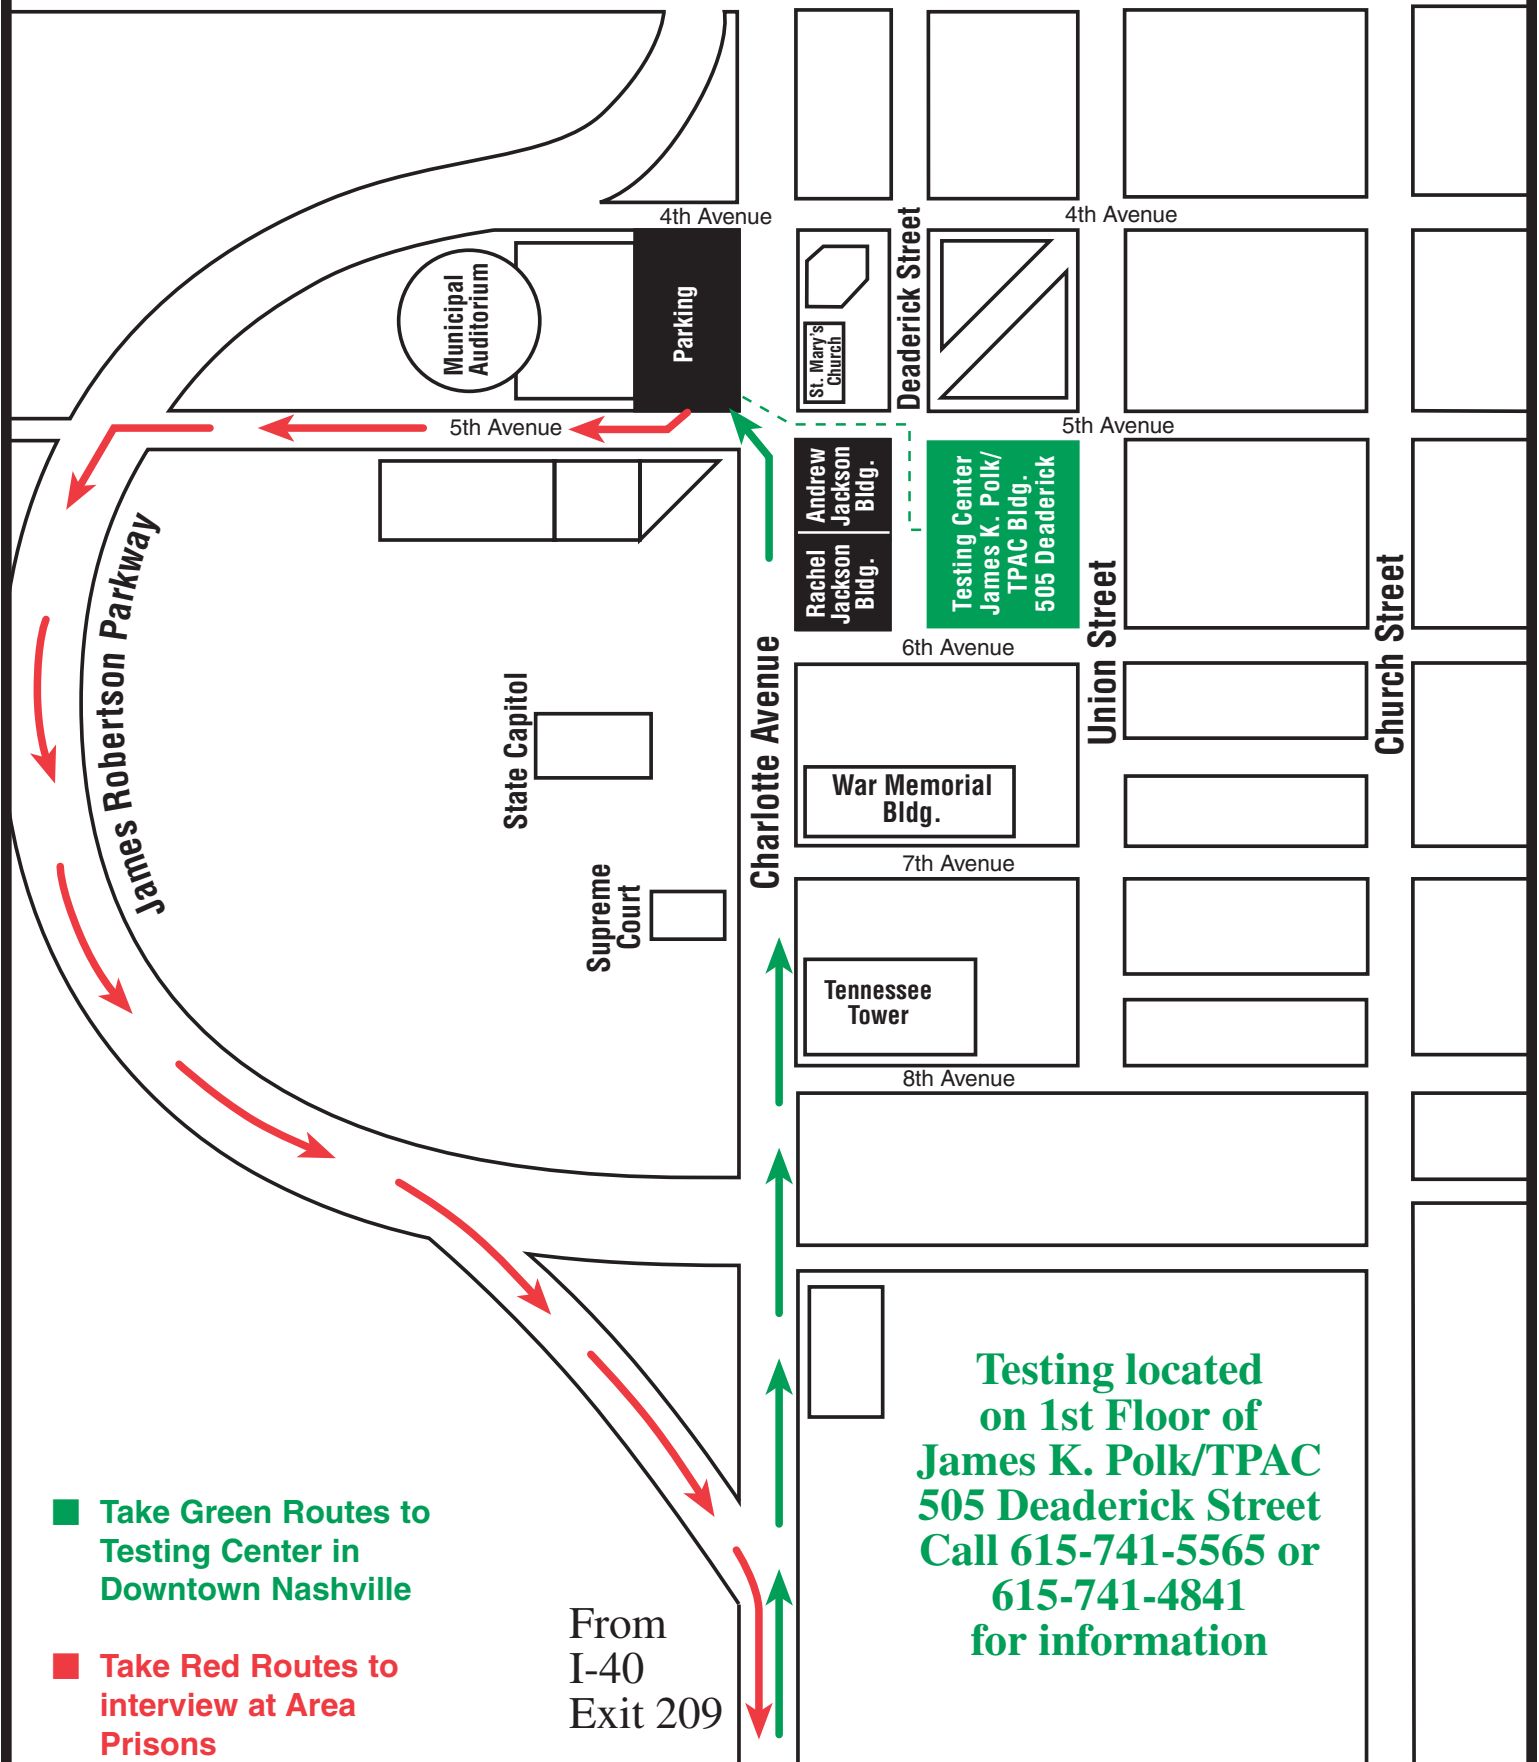 4th Avenue
4th Avenue
Municipal
Auditorium
Parking
St. Mary's
Church
Deaderick Street
5th Avenue
5th Avenue
Andrew
Jackson
Bldg.
Rachel
Jackson
Bldg.
Testing Center
James K. Polk/
TPAC Bldg.
505 Deaderick
James Robertson Parkway
State Capitol
Supreme
Court
Charlotte Avenue
6th Avenue
Union Street
Church Street
War Memorial
Bldg.
7th Avenue
Tennessee
Tower
8th Avenue
Testing located
on 1st Floor of
James K. Polk/TPAC
505 Deaderick Street
Call 615-741-5565 or
615-741-4841
for information
Take Green Routes to
Testing Center in
Downtown Nashville
Take Red Routes to
interview at Area
Prisons
From
I-40
Exit 209